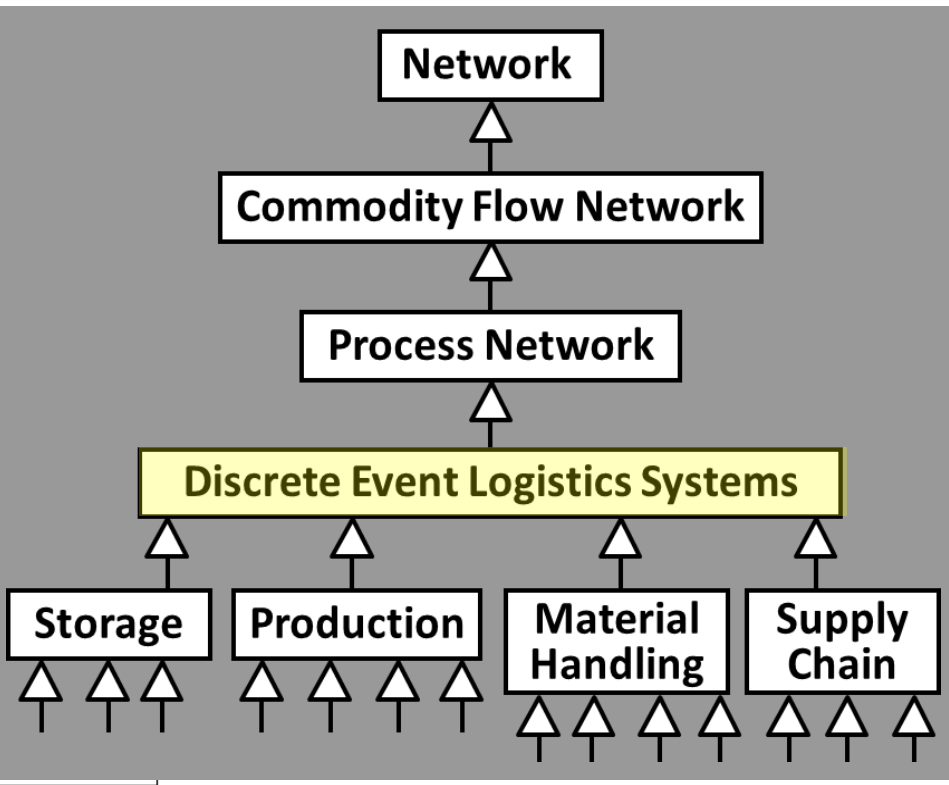 Network
Commodity Flow Network
Process Network
Discrete Event Logistics Systems
Storage
Production
Material
Handling
Supply
Chain